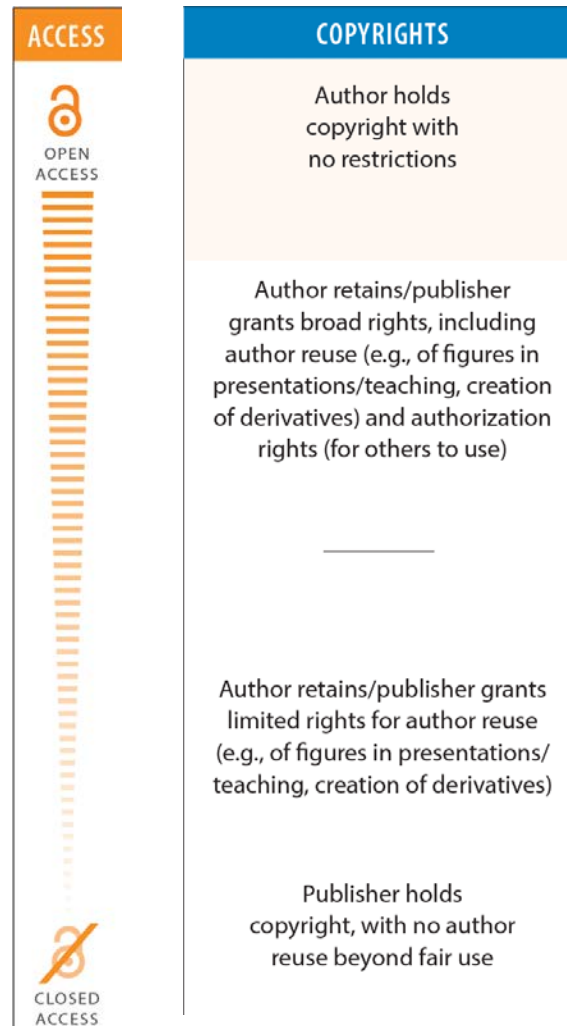 ACCESS
OPEN
ACCESS
CLOSED
ACCESS
COPYRIGHTS
Author holds
copyright with
no restrictions
Author retains/publisher
grants broad rights, including
author reuse (e.g., of figures in
presentations/teaching, creation
of derivatives) and authorization
rights (for others to use)
Author retains/publisher grants
limited rights for author reuse
(e.g., of figures in presentations/
teaching, creation of derivatives)
Publisher holds
copyright, with no author
reuse beyond fair use